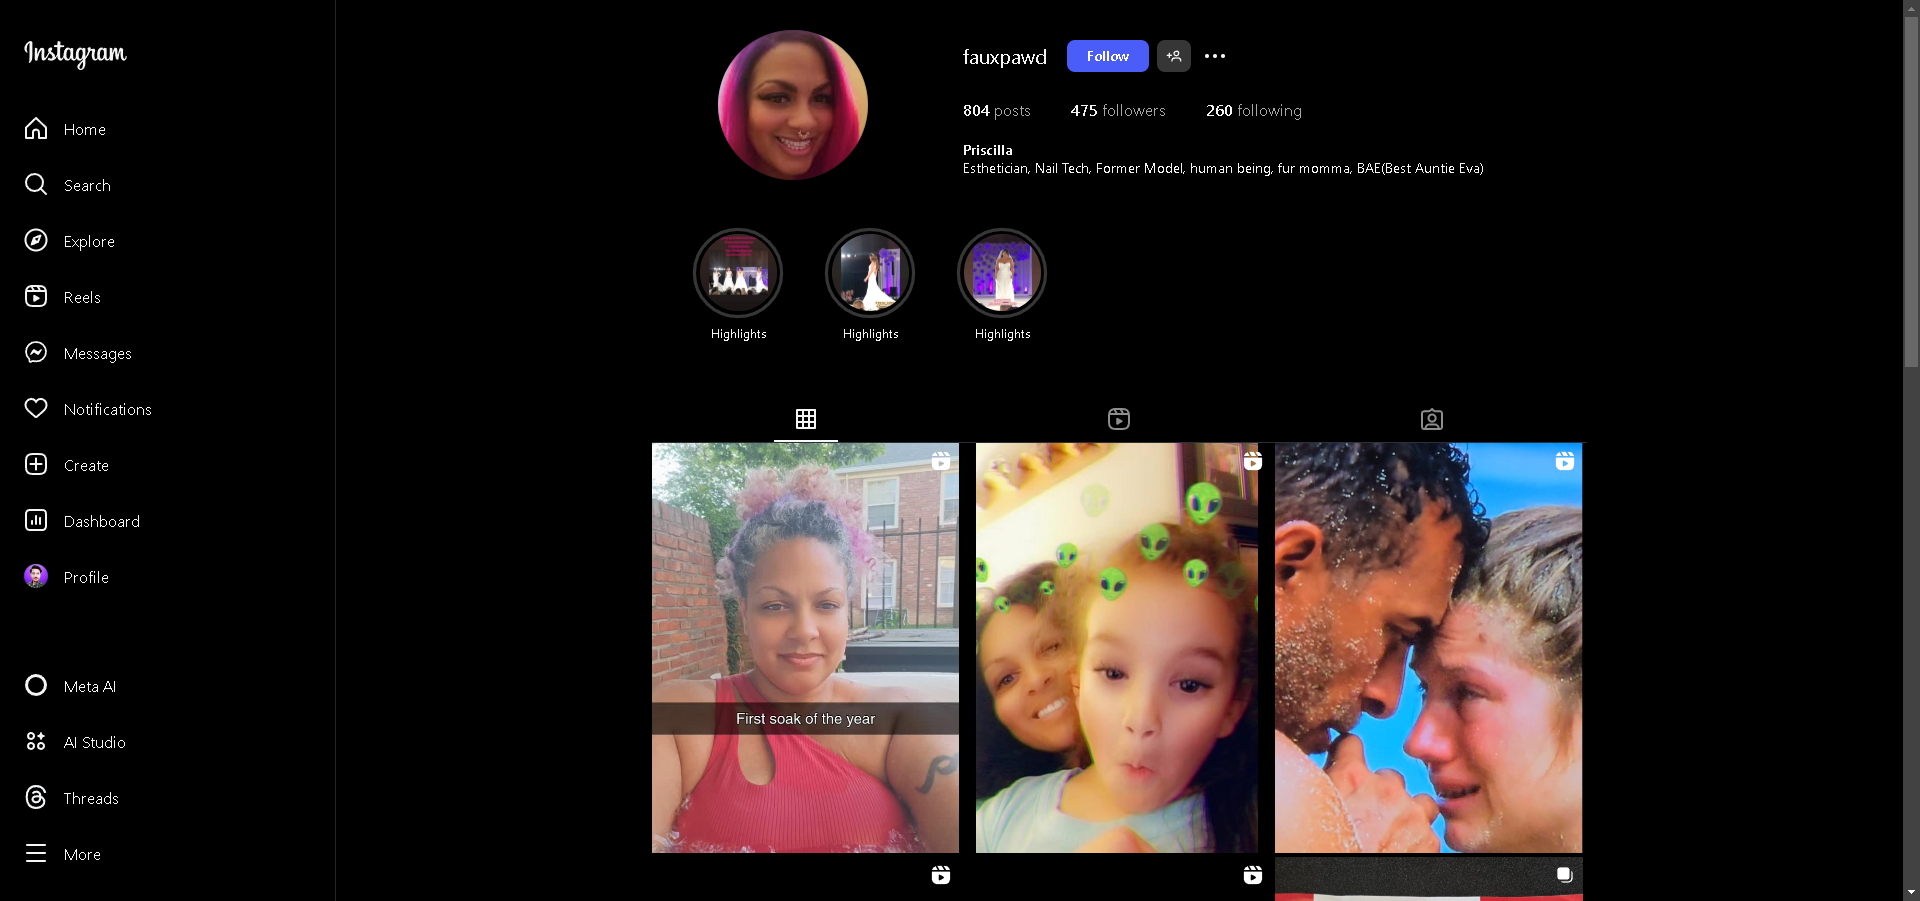 Instagram
Home
Search
Explore
Reels
Messages
Notifications
Create
Dashboard
Profile
Meta AI
AI Studio
Threads
More
fauxpawd
Follow
804 posts
475 followers
260 following
Priscilla
Esthetician, Nail Tech, Former Model, human being, fur momma, BAE(Best Auntie Eva)
Highlights
Highlights
Highlights
First soak of the year